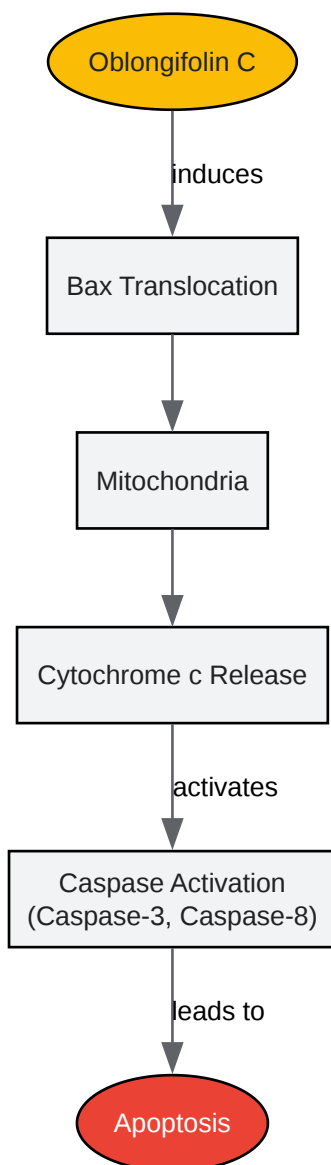 Oblongifolin C
induces
Bax Translocation
Mitochondria
Cytochrome c Release
activates
Caspase Activation
(Caspase-3, Caspase-8)
leads to
Apoptosis